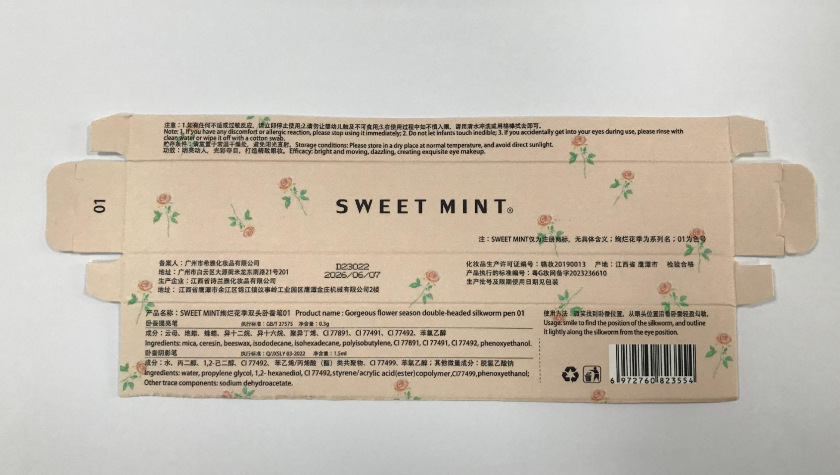 注意：1.如有任何不适或过敏反应，请立即停止使用;2.请勿让婴幼儿触及不可食用;3.在使用过程中如不慎入眼，请用清水冲洗或用棉棒拭去即可。
Note: 1. If you have any discomfort or allergic reaction, please stop using it immediately; 2. Do not let infants touch inedible; 3. If you accidentally get into your eyes during use, please rinse with
clean water or wipe it off with a cotton swab.
贮存条件：请置置于常温干燥处，避免阳光直射。Storage conditions: Please store in a dry place at normal temperature, and avoid direct sunlight.
功效：明亮动人，光彩夺目，打造精致眼妆。Efficacy: bright and moving, dazzling, creating exquisite eye makeup.
01
SWEET MINT®
注：SWEET MINT仅为注册商标，无具体含义；绚烂花季为系列名；01为色号
备案人：广州市希雅化妆品有限公司
地址：广州市白云区大源街米龙东南路21号201
生产企业：江西省诗兰雅化妆品有限公司
地址：江西省鹰潭市余江区锦江镇议事岭工业园区鹰潭金庄机械有限公司2楼
D23022
2026/06/07
化妆品生产许可证编号：赣妆20190013 产地：江西省 鹰潭市 检验合格
产品执行的标准编号：粤G妆网备字2023236610
生产批号及限期使用日期见包装
产品名称：SWEET MINT绚烂花季双头卧蚕笔01 Product name : Gorgeous flower season double-headed silkworm pen 01
卧蚕提亮笔 执行标准：GB/T 27575 净含量：0.5g
成分：云母、地蜡、蜂蜡、异十二烷、异十六烷、聚异丁烯、CI 77891、CI 77491、CI 77492、苯氧乙醇
Ingredients: mica, ceresin, beeswax, isododecane, isohexadecane, polyisobutylene, CI 77891, CI 77491, CI 77492, phenoxyethanol.
卧蚕阴影笔 执行标准：Q/JXSLY 03-2022 净含量：1.5ml
成分：水、丙二醇、1,2-己二醇、CI 77492、苯乙烯/丙烯酸（酯）类共聚物、CI 77499、苯氧乙醇；其他微量成分：脱氢乙酸钠
Ingredients: water, propylene glycol, 1,2- hexanediol, CI 77492,styrene/acrylic acid(ester)copolymer,CI77499,phenoxyethanol;
Other trace components: sodium dehydroacetate.
使用方法：微笑找到卧蚕位置，从眼头位置沿着卧蚕轻盈勾勒。
Usage: smile to find the position of the silkworm, and outline
it lightly along the silkworm from the eye position.
6 972760 823554